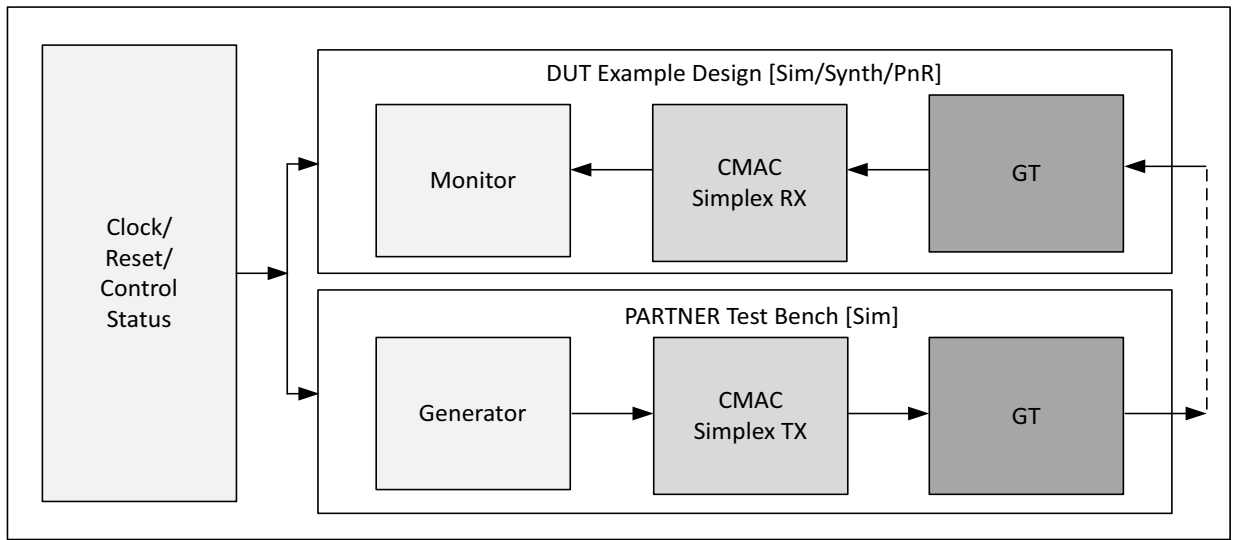 Clock/
Reset/
Control
Status
DUT Example Design [Sim/Synth/PnR]
Monitor
CMAC
Simplex RX
GT
PARTNER Test Bench [Sim]
Generator
CMAC
Simplex TX
GT